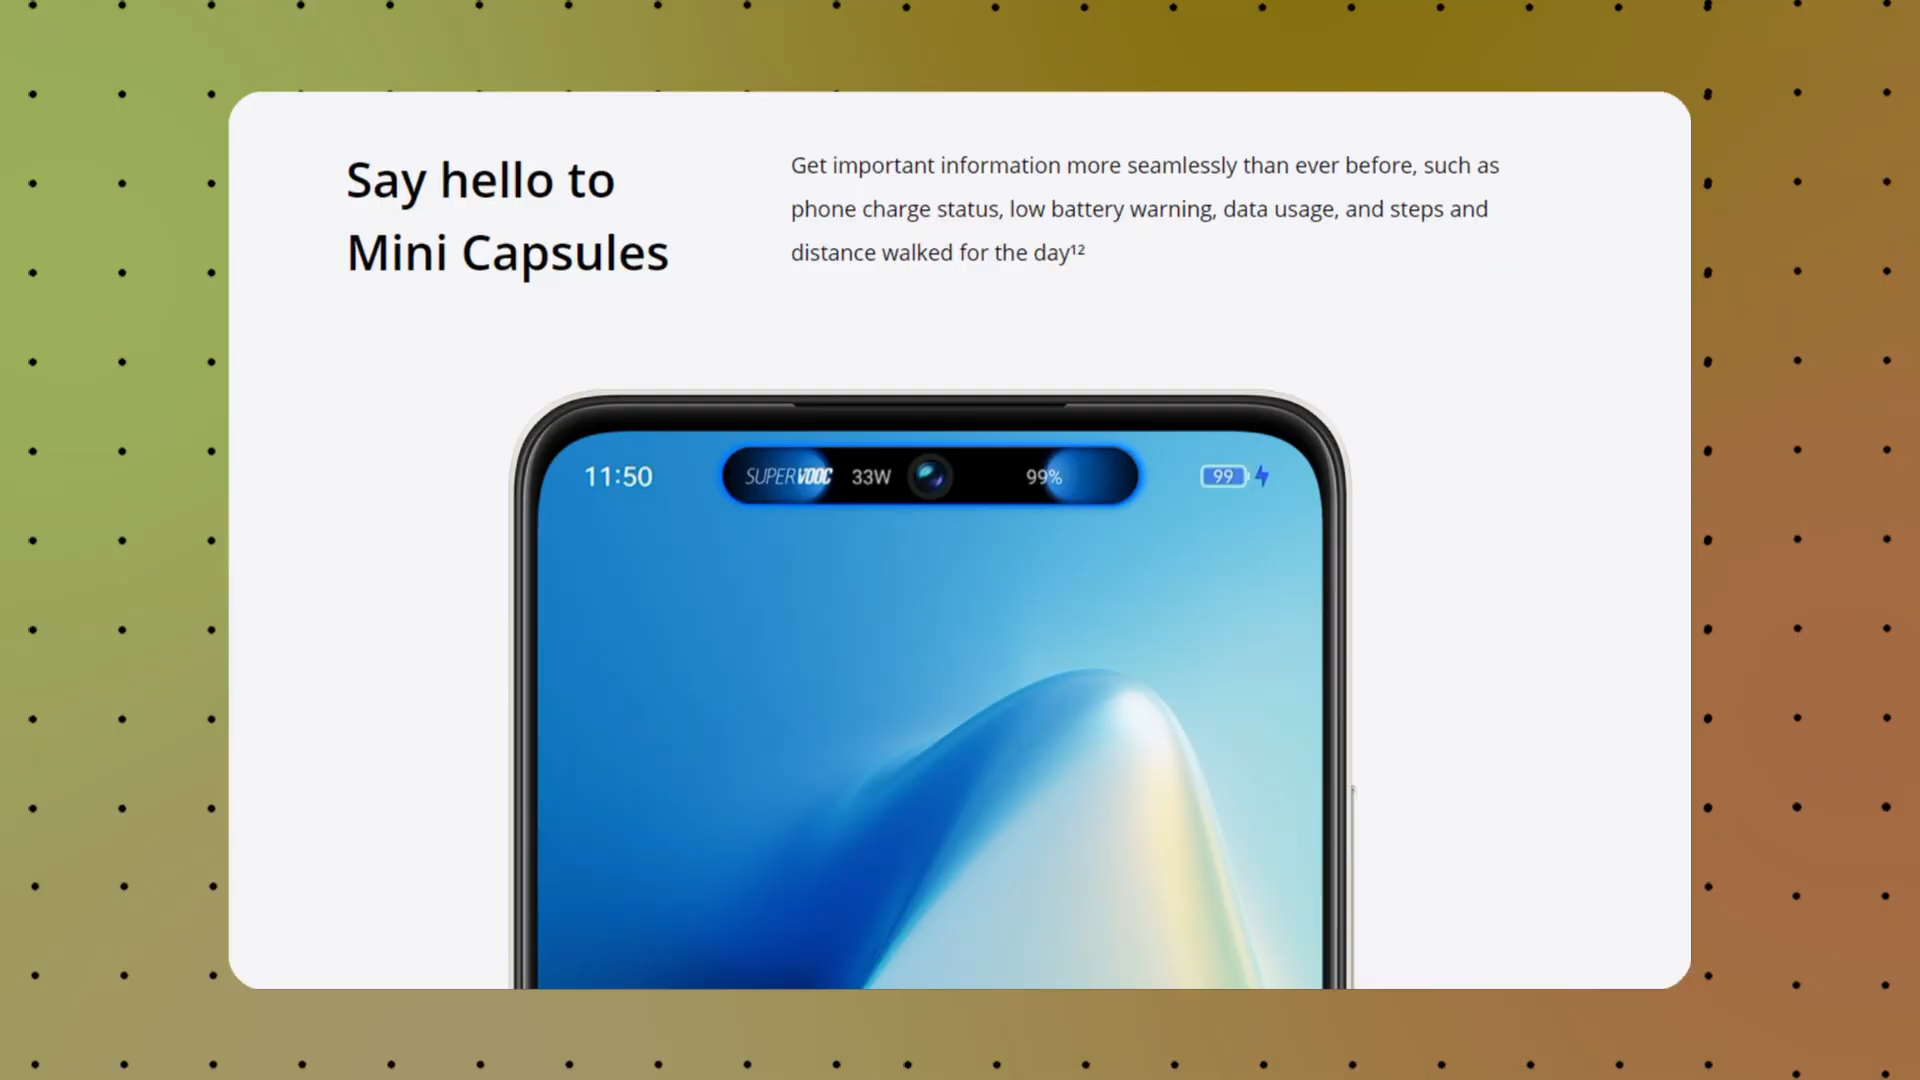 Say hello to
Mini Capsules
Get important information more seamlessly than ever before, such as
phone charge status, low battery warning, data usage, and steps and
distance walked for the day¹²
11:50
SUPERVOOC 33W
99%
99